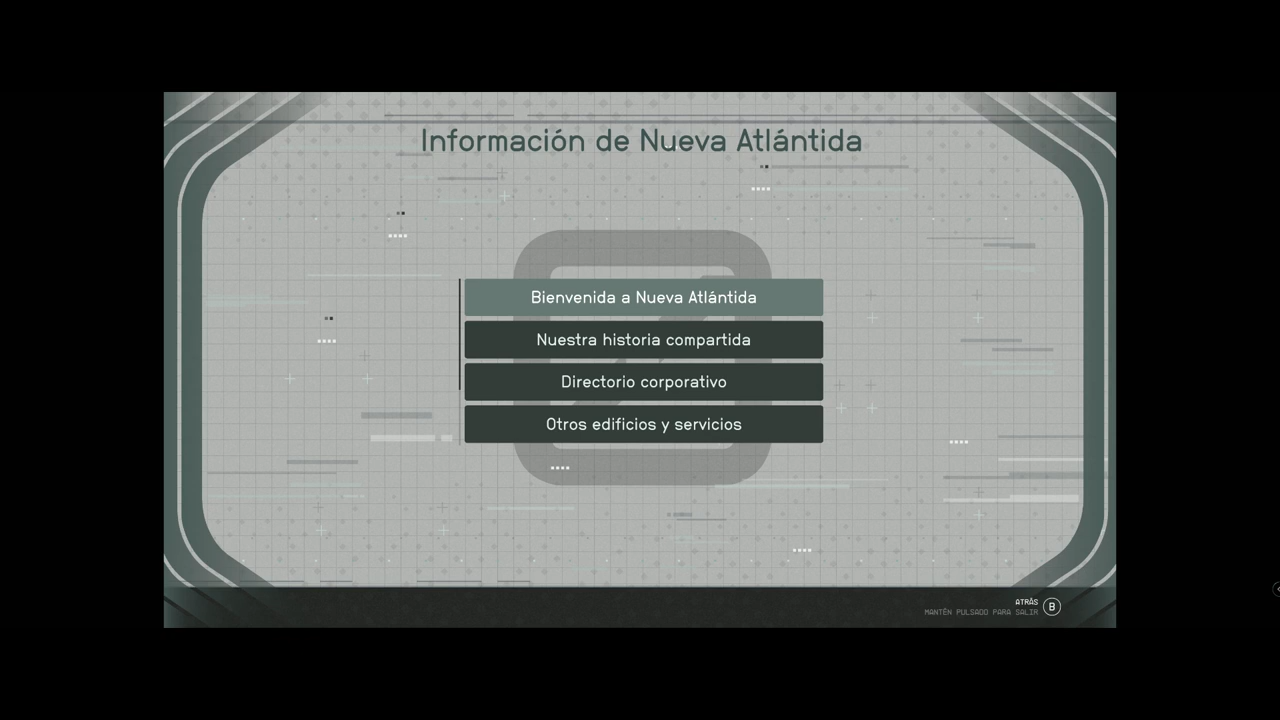 Información de Nueva Atlántida
Bienvenida a Nueva Atlántida
Nuestra historia compartida
Directorio corporativo
Otros edificios y servicios
ATRÁS
MANTÉN PULSADO PARA SALIR
B